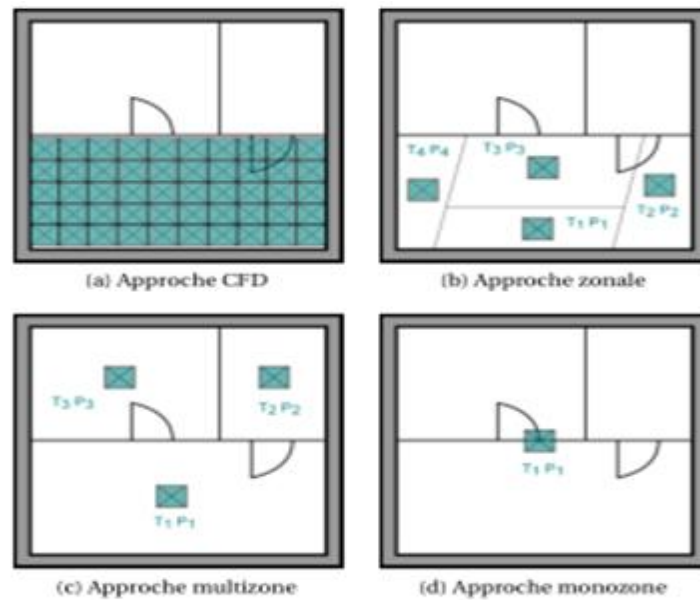 T4 P4 T3 P3
T2 P2
T1 P1
(a) Approche CFD (b) Approche zonale
T3 P3 T2 P2
T1 P1
T1 P1
(c) Approche multizone (d) Approche monozone